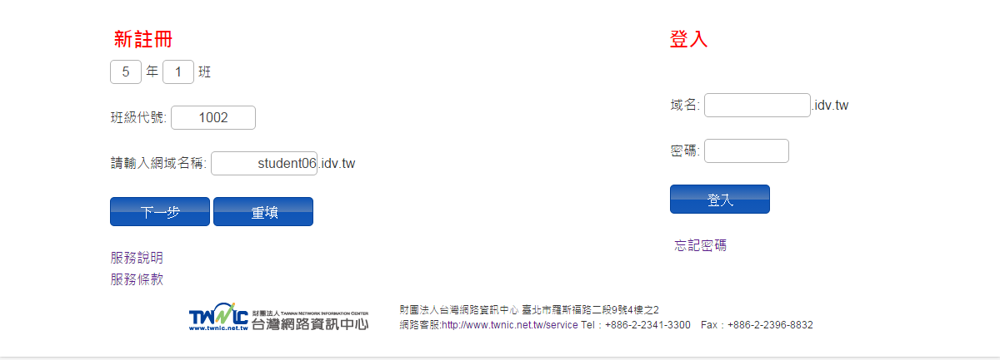 新註冊
5 年 1 班
班級代號: 1002
請輸入網域名稱: student06.idv.tw
下一步 重填
服務說明
服務條款
登入
域名: .idv.tw
密碼:
登入
忘記密碼
TWNIC 財團法人 TAIWAN NETWORK INFORMATION CENTER
www.twnic.net.tw 台灣網路資訊中心
財團法人台灣網路資訊中心 臺北市羅斯福路二段9號4樓之2
網路客服:http://www.twnic.net.tw/service Tel：+886-2-2341-3300 Fax：+886-2-2396-8832